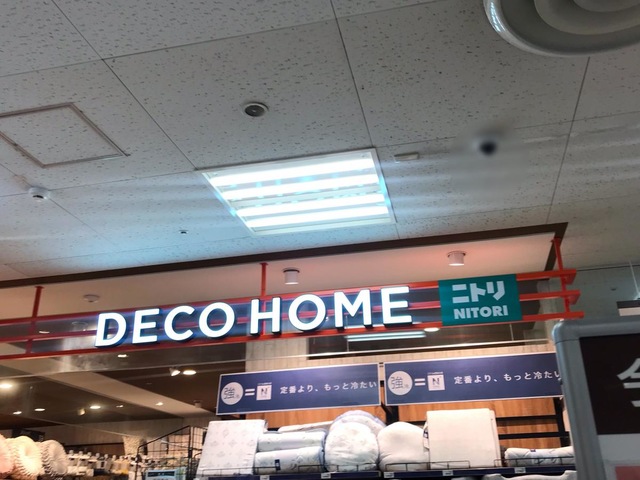 DECO HOME
ニトリ
NITORI
強 = N 定番より、もっと冷たい
強 = N 定番より、もっと冷たい